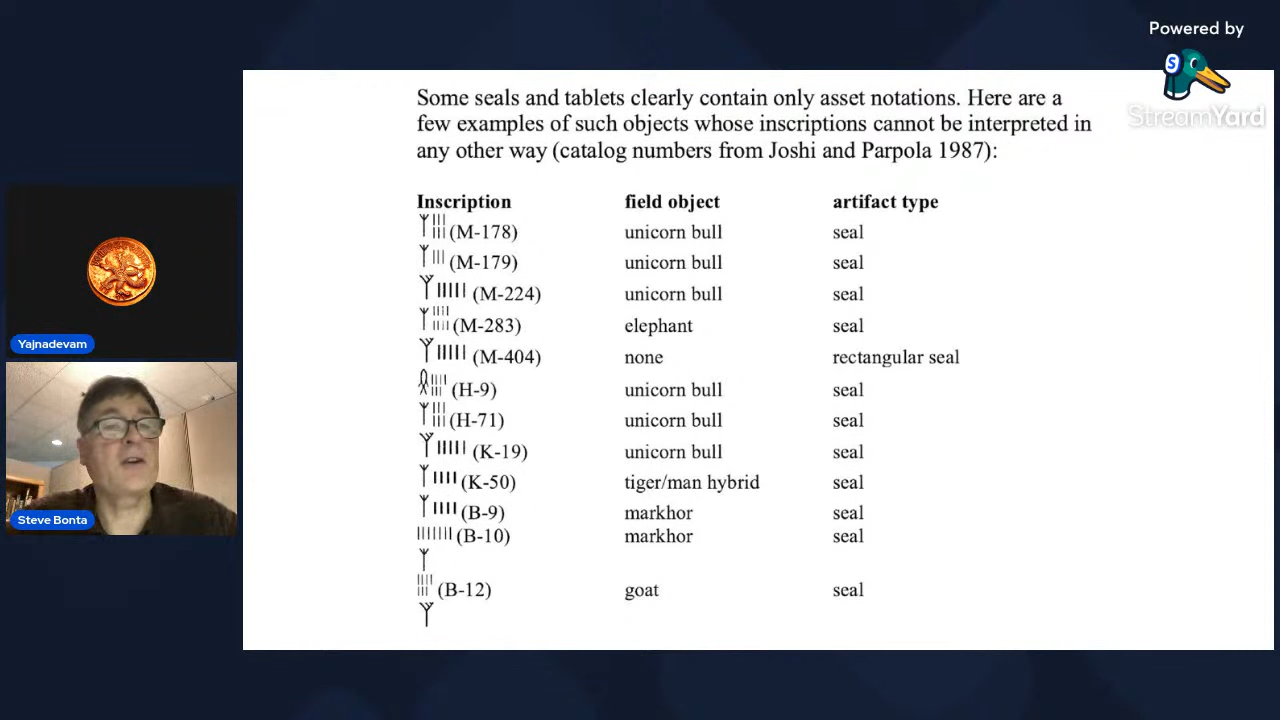 Powered by
StreamYard
Some seals and tablets clearly contain only asset notations. Here are a
few examples of such objects whose inscriptions cannot be interpreted in
any other way (catalog numbers from Joshi and Parpola 1987):
Inscription field object artifact type
(M-178) unicorn bull seal
(M-179) unicorn bull seal
(M-224) unicorn bull seal
(M-283) elephant seal
(M-404) none rectangular seal
(H-9) unicorn bull seal
(H-71) unicorn bull seal
(K-19) unicorn bull seal
(K-50) tiger/man hybrid seal
(B-9) markhor seal
(B-10) markhor seal
(B-12) goat seal
Yajnadevam
Steve Bonta